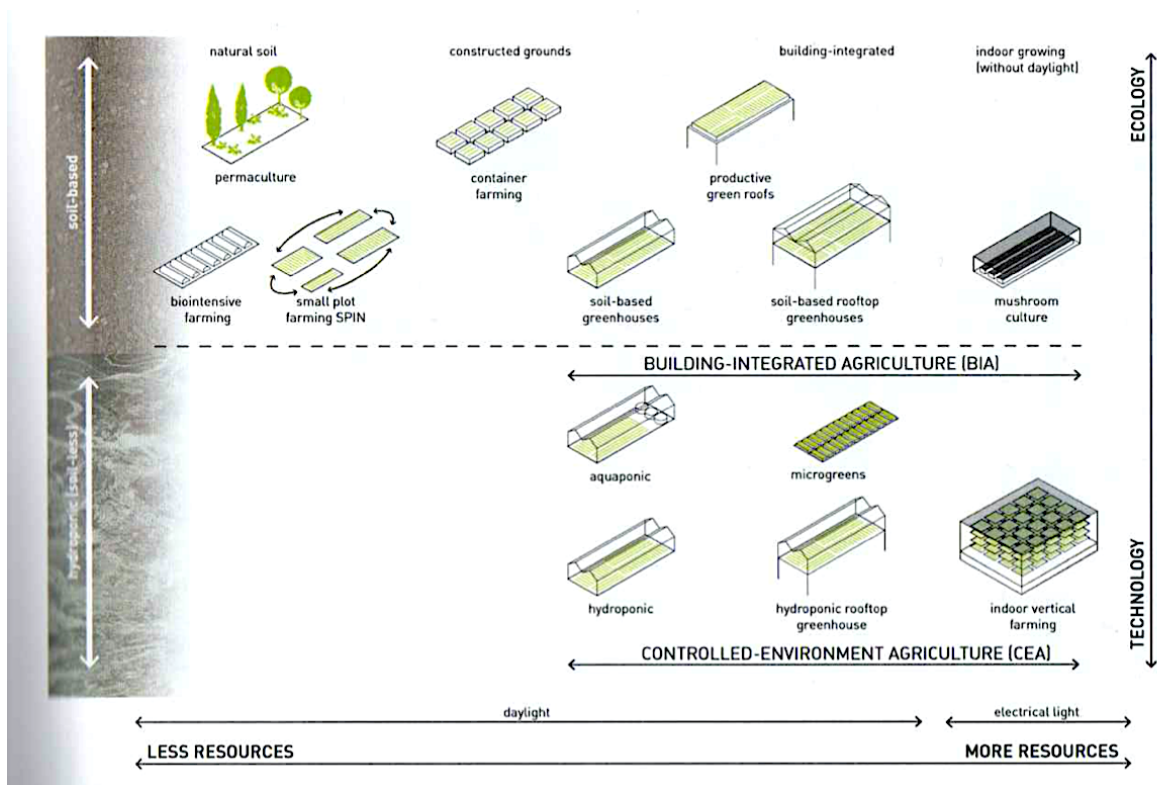 natural soil
constructed grounds
building-integrated
indoor growing
(without daylight)
ECOLOGY
soil-based
permaculture
container
farming
productive
green roofs
biointensive
farming
small plot
farming SPIN
soil-based
greenhouses
soil-based rooftop
greenhouses
mushroom
culture
BUILDING-INTEGRATED AGRICULTURE (BIA)
hydroponic (soil-less)
aquaponic
microgreens
hydroponic
hydroponic rooftop
greenhouse
indoor vertical
farming
TECHNOLOGY
CONTROLLED-ENVIRONMENT AGRICULTURE (CEA)
daylight
electrical light
LESS RESOURCES
MORE RESOURCES